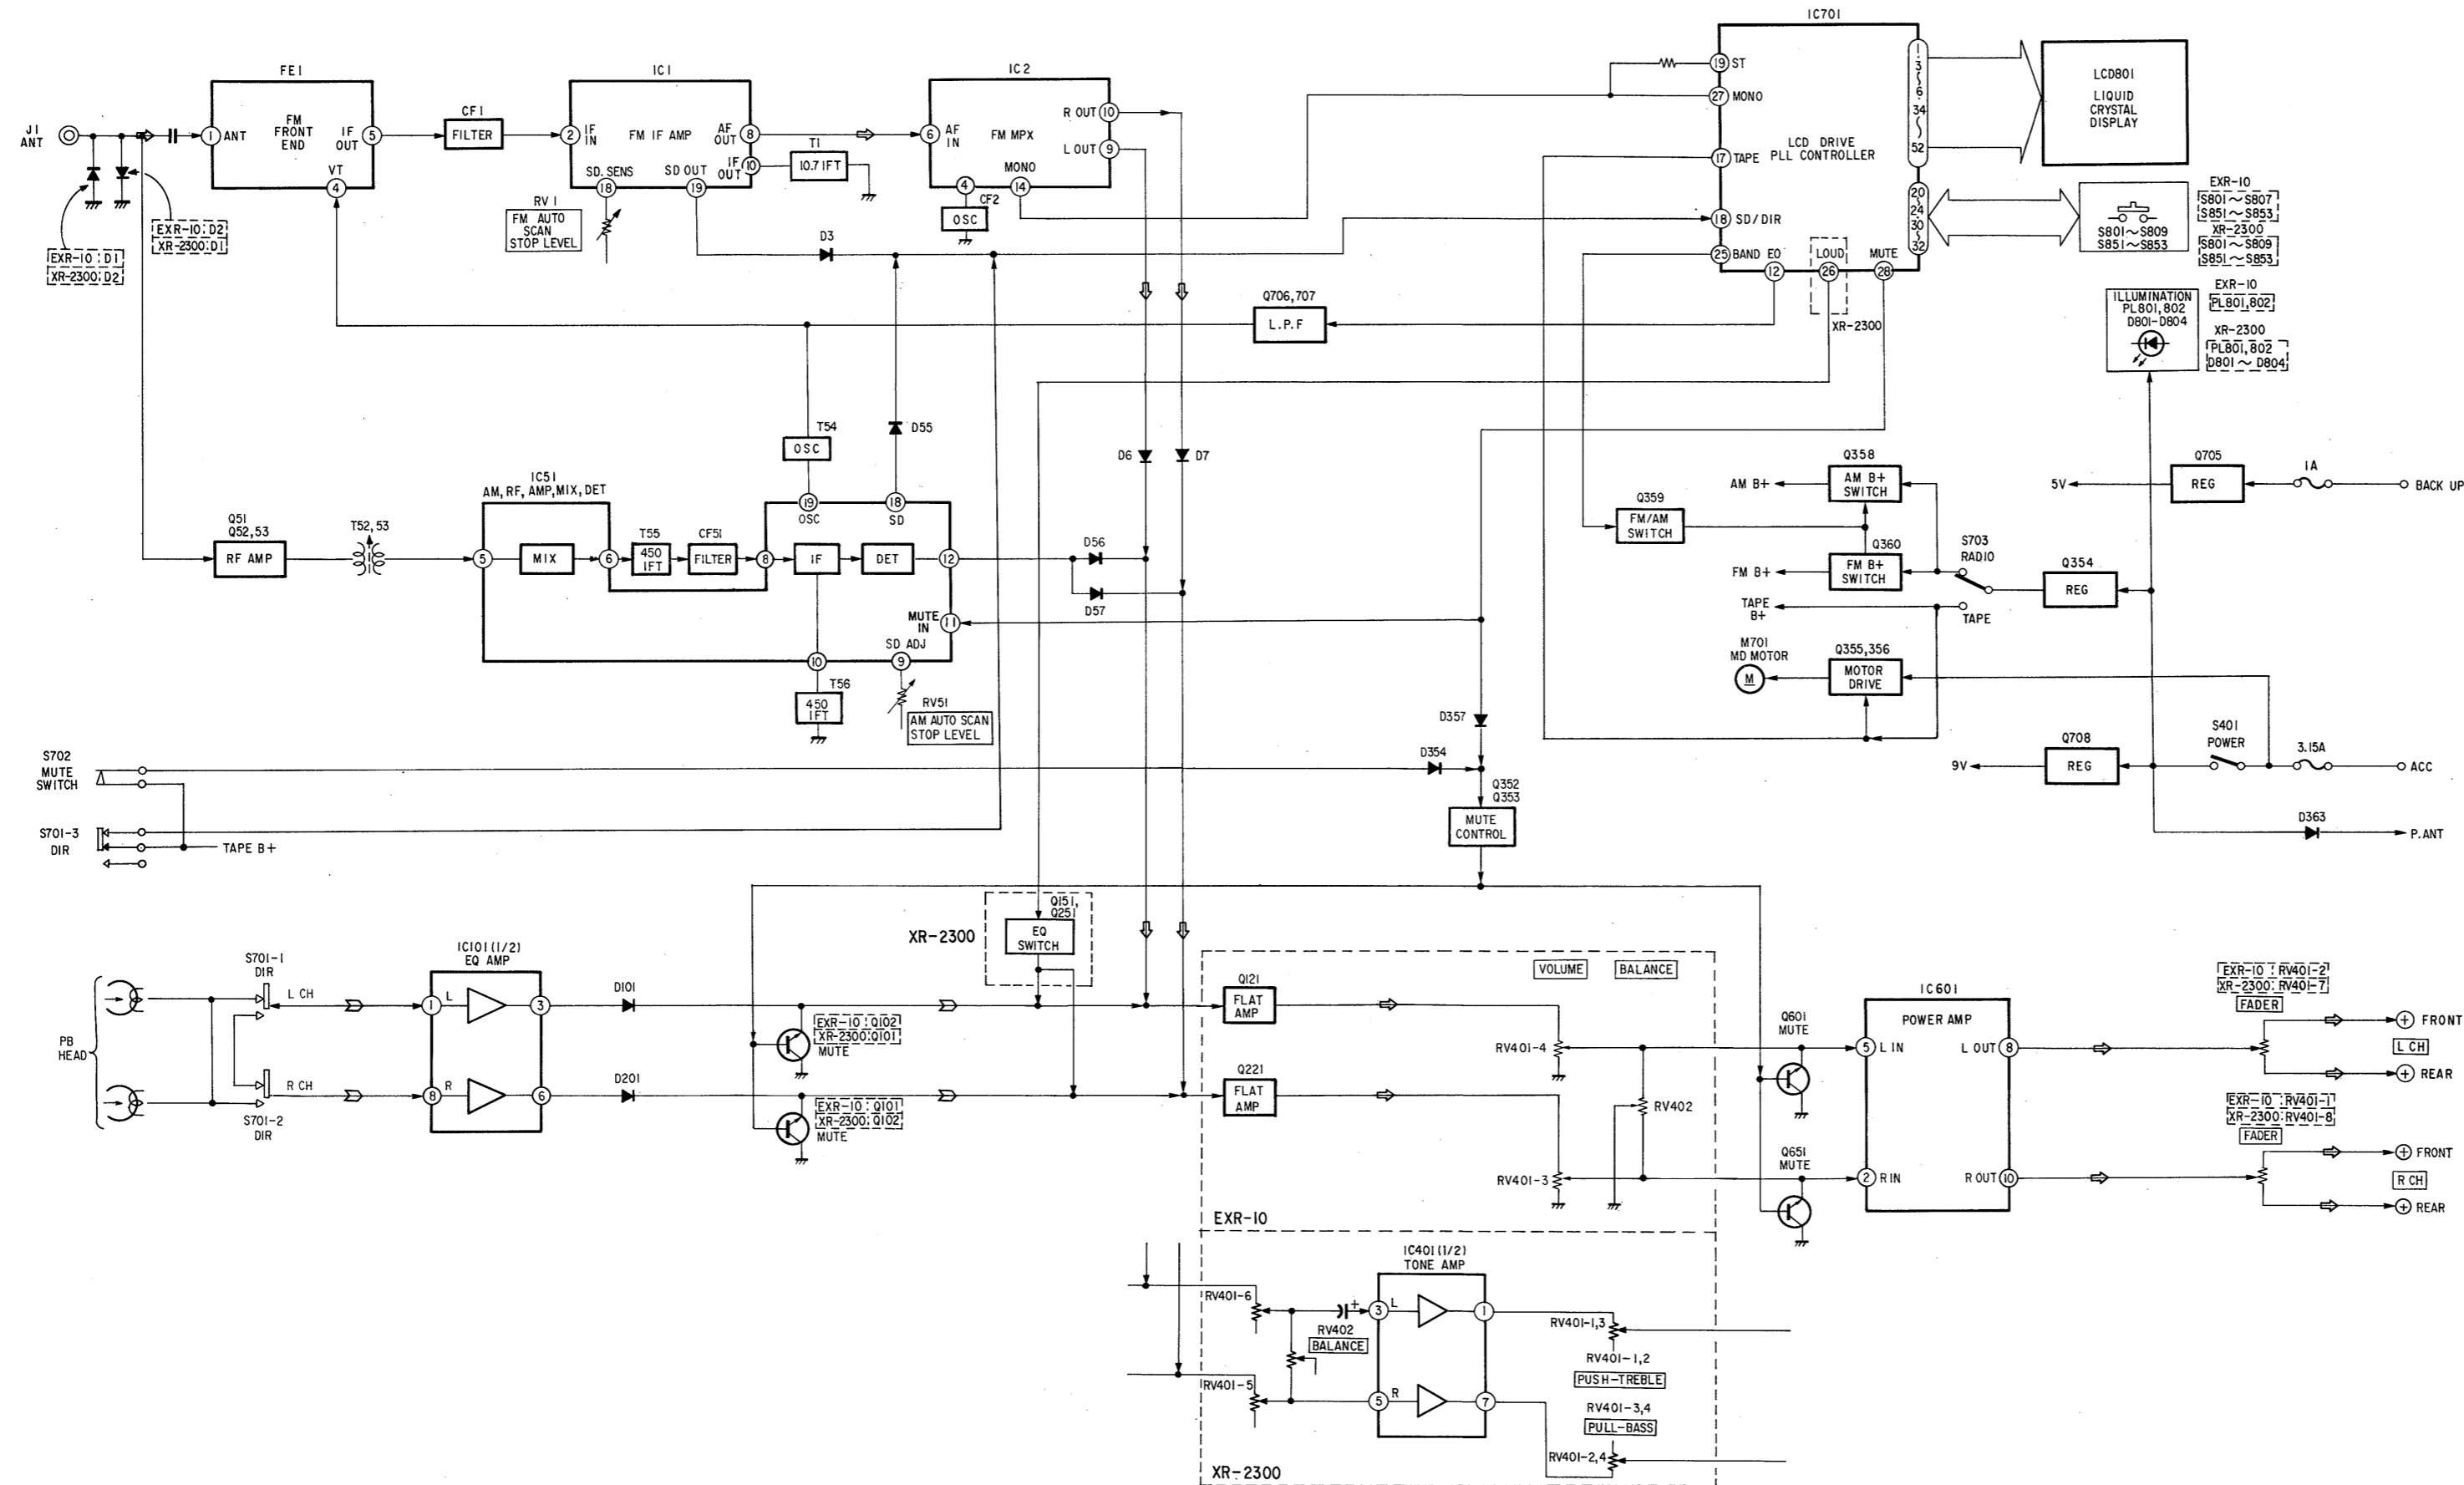 IC701
FE1
IC1
IC2
J1
ANT
1 ANT
FM
FRONT
END
IF
OUT
5
VT
4
CF1
FILTER
2 IF
IN
FM IF AMP
AF
OUT
8
IF
OUT
10
SD. SENS
18
SD OUT
19
T1
10.7 IFT
6 AF
IN
FM MPX
R OUT 10
L OUT 9
MONO
4
14
CF2
OSC
RV 1
FM AUTO
SCAN
STOP LEVEL
D3
EXR-10:D2
XR-2300:D1
EXR-10:D1
XR-2300:D2
19 ST
27 MONO
17 TAPE
18 SD/DIR
25 BAND
EO
12
LOUD
26
MUTE
28
LCD DRIVE
PLL CONTROLLER
1
3
~
6
34
~
52
20
~
24
30
~
32
LCD801
LIQUID
CRYSTAL
DISPLAY
S801~S809
S851~S853
EXR-10
S801~S807
S851~S853
XR-2300
S801~S809
S851~S853
Q706,707
L.P.F
XR-2300
ILLUMINATION
PL801,802
D801-D804
EXR-10
PL801,802
XR-2300
PL801,802
D801~D804
T54
OSC
D55
D6
D7
IC51
AM, RF, AMP, MIX, DET
Q51
Q52,53
RF AMP
T52,53
5
MIX
6
T55
450
IFT
CF51
FILTER
8
IF
DET
12
19
OSC
18
SD
D56
D57
MUTE
IN
11
SD ADJ
10
9
T56
450
IFT
RV51
AM AUTO SCAN
STOP LEVEL
Q358
AM B+
AM B+
SWITCH
Q359
FM/AM
SWITCH
Q360
FM B+
FM B+
SWITCH
S703
RADIO
TAPE
TAPE
B+
Q354
REG
Q705
REG
5V
1A
BACK UP
M701
MD MOTOR
M
Q355,356
MOTOR
DRIVE
Q708
REG
9V
S401
POWER
3.15A
ACC
D363
P.ANT
D357
D354
Q352
Q353
MUTE
CONTROL
S702
MUTE
SWITCH
S701-3
DIR
TAPE B+
XR-2300
Q151,
Q251
EQ
SWITCH
PB
HEAD
S701-1
DIR
L CH
R CH
S701-2
DIR
IC101(1/2)
EQ AMP
1 L
3
8 R
6
D101
D201
EXR-10:Q102
XR-2300:Q101
MUTE
EXR-10:Q101
XR-2300:Q102
MUTE
Q121
FLAT
AMP
Q221
FLAT
AMP
VOLUME
BALANCE
RV401-4
RV402
RV401-3
EXR-10
Q601
MUTE
Q651
MUTE
IC601
POWER AMP
5 L IN
L OUT 8
2 R IN
R OUT 10
EXR-10:RV401-2
XR-2300:RV401-7
FADER
FRONT
L CH
REAR
EXR-10:RV401-1
XR-2300:RV401-8
FADER
FRONT
R CH
REAR
IC401(1/2)
TONE AMP
RV401-6
RV402
BALANCE
+
3 L
1
RV401-5
5 R
7
RV401-1,3
RV401-1,2
PUSH-TREBLE
RV401-3,4
PULL-BASS
RV401-2,4
XR-2300